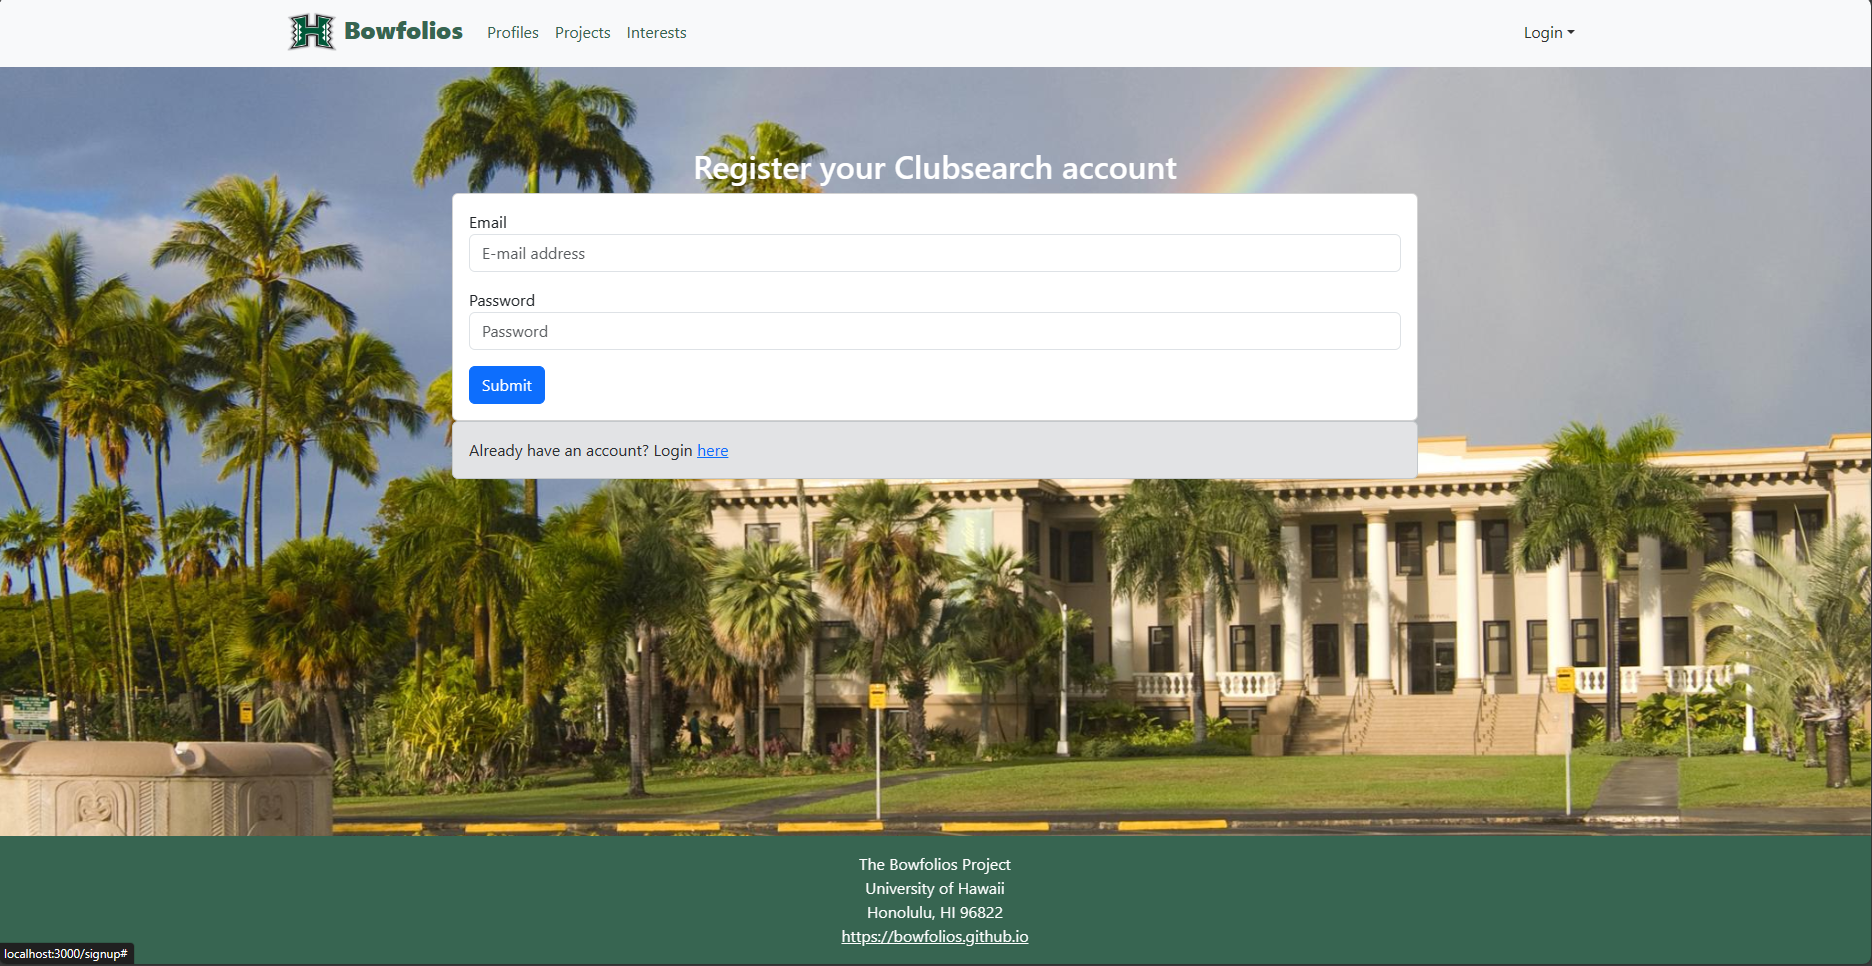 Bowfolios Profiles Projects Interests Login
Register your Clubsearch account
Email
E-mail address
Password
Password
Submit
Already have an account? Login here
The Bowfolios Project
University of Hawaii
Honolulu, HI 96822
https://bowfolios.github.io
localhost:3000/signup#